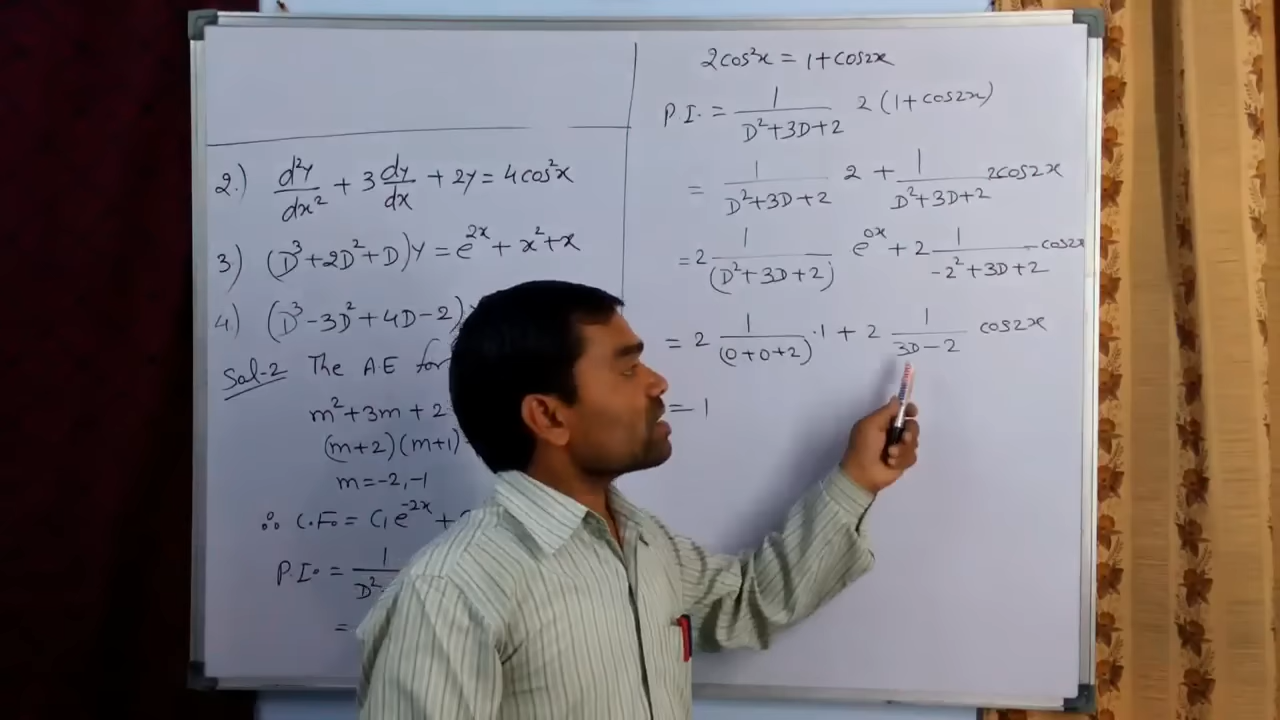 2.) d²y/dx² + 3 dy/dx + 2y = 4cos²x
3) (D³+2D²+D)y = e^{2x} + x²+x
4) (D³-3D²+4D-2)
Sol-2 The A.E for
m²+3m+2
(m+2)(m+1)
m=-2,-1
∴ C.F. = C₁e^{-2x} +
P.I. = 1/D²
=
2cos²x = 1+cos2x
P.I. = 1/(D²+3D+2) 2(1+cos2x)
= 1/(D²+3D+2) 2 + 1/(D²+3D+2) 2cos2x
= 2 1/(D²+3D+2) e^{0x} + 2 1/(-2²+3D+2) cos2x
= 2 1/(0+0+2) ·1 + 2 1/(3D-2) cos2x
= 1